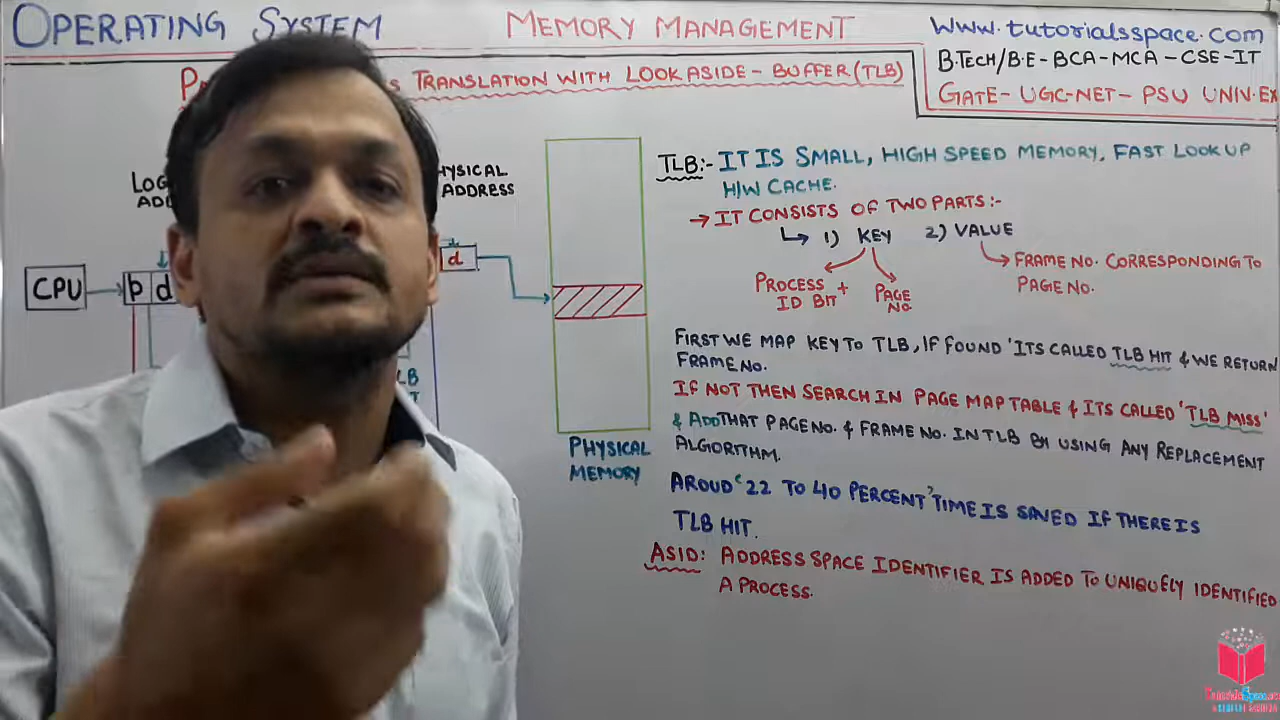 OPERATING SYSTEM
MEMORY MANAGEMENT
www.tutorialsspace.com
B.TECH/B.E-BCA-MCA-CSE-IT
GATE-UGC-NET-PSU UNIV.EX
TRANSLATION WITH LOOK ASIDE-BUFFER(TLB)
TLB:- IT IS SMALL, HIGH SPEED MEMORY, FAST LOOKUP
H/W CACHE.
→ IT CONSISTS OF TWO PARTS:-
1) KEY 2) VALUE
PROCESS + ID BIT
PAGE NO.
FRAME NO. CORRESPONDING TO
PAGE NO.
FIRST WE MAP KEY TO TLB, IF FOUND 'ITS CALLED TLB HIT & WE RETURN
FRAME NO.
IF NOT THEN SEARCH IN PAGE MAP TABLE & ITS CALLED 'TLB MISS'
& ADD THAT PAGE NO. & FRAME NO. IN TLB BY USING ANY REPLACEMENT
ALGORITHM.
AROUD '22 TO 40 PERCENT' TIME IS SAVED IF THERE IS
TLB HIT.
ASID: ADDRESS SPACE IDENTIFIER IS ADDED TO UNIQUELY IDENTIFIED
A PROCESS.
ADDRESS
CPU
p d
d
PHYSICAL
MEMORY